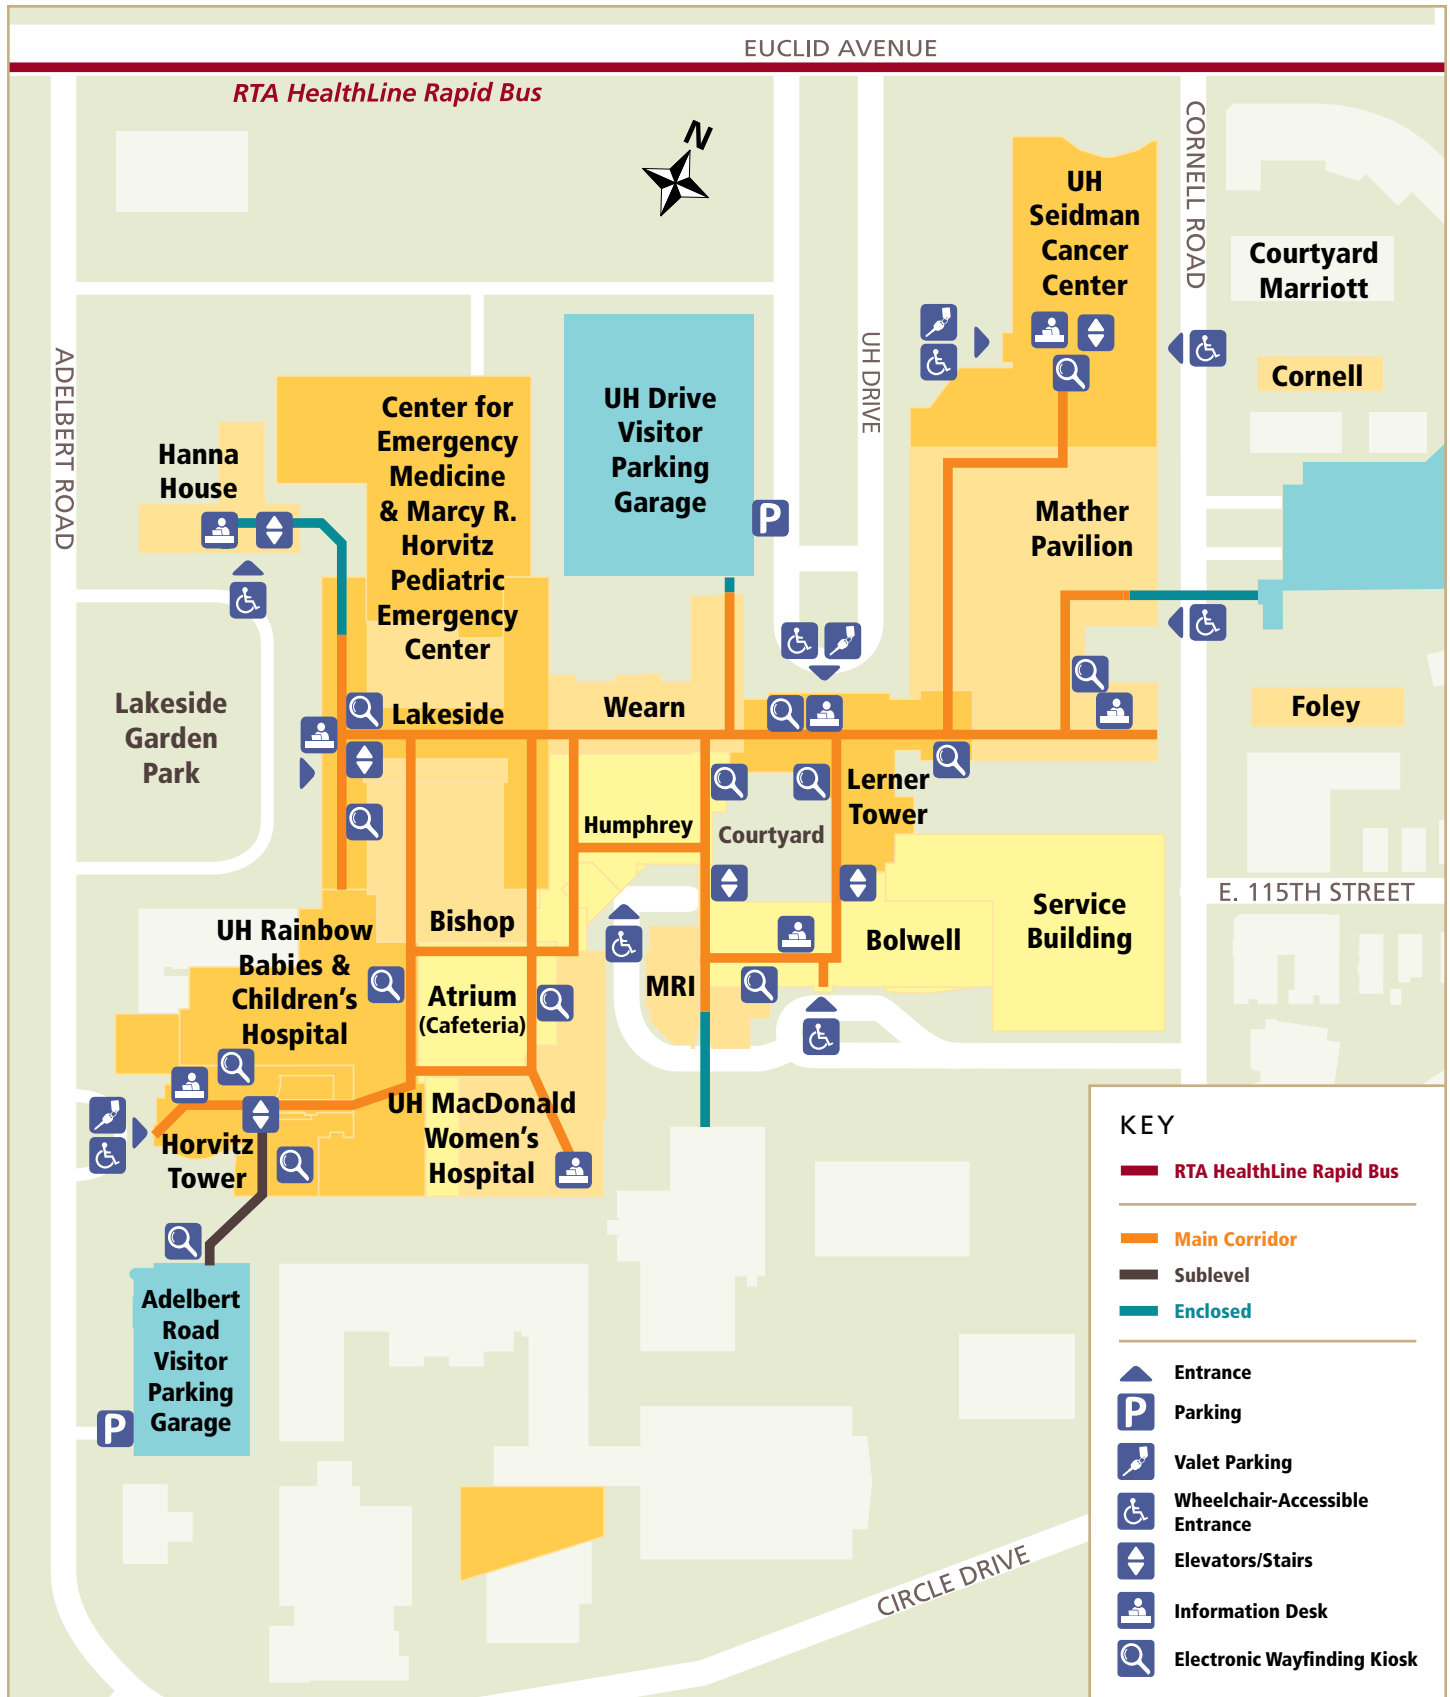 EUCLID AVENUE
RTA HealthLine Rapid Bus
N
CORNELL ROAD
UH
Seidman
Cancer
Center
Courtyard
Marriott
ADELBERT ROAD
UH DRIVE
Cornell
Center for
Emergency
Medicine
& Marcy R.
Horvitz
Pediatric
Emergency
Center
UH Drive
Visitor
Parking
Garage
P
Hanna
House
Mather
Pavilion
Lakeside
Garden
Park
Lakeside
Wearn
Foley
Lerner
Tower
Humphrey
Courtyard
E. 115TH STREET
Service
Building
Bishop
Bolwell
UH Rainbow
Babies &
Children's
Hospital
Atrium
(Cafeteria)
MRI
UH MacDonald
Women's
Hospital
Horvitz
Tower
Adelbert
Road
Visitor
Parking
Garage
P
CIRCLE DRIVE
KEY
RTA HealthLine Rapid Bus
Main Corridor
Sublevel
Enclosed
Entrance
P
Parking
Valet Parking
Wheelchair-Accessible
Entrance
Elevators/Stairs
Information Desk
Electronic Wayfinding Kiosk